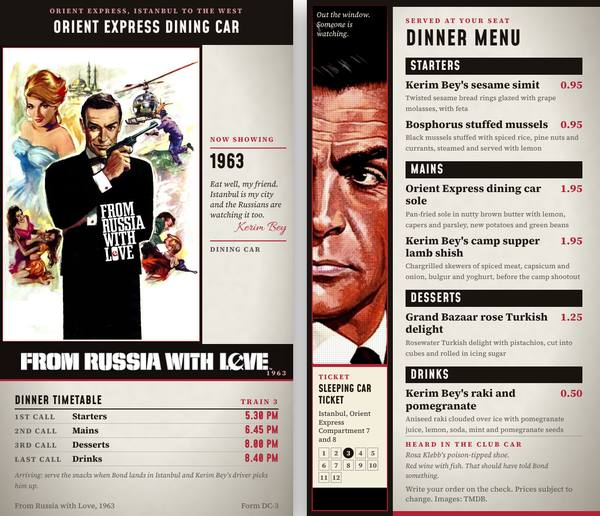 ORIENT EXPRESS, ISTANBUL TO THE WEST
ORIENT EXPRESS DINING CAR
FROM
RUSSIA
WITH
LOVE
NOW SHOWING
1963
Eat well, my friend.
Istanbul is my city
and the Russians are
watching it too.
Kerim Bey
DINING CAR
FROM RUSSIA WITH LOVE
1963
DINNER TIMETABLE TRAIN 3
1ST CALL Starters 5.30 PM
2ND CALL Mains 6.45 PM
3RD CALL Desserts 8.00 PM
LAST CALL Drinks 8.40 PM
Arriving: serve the snacks when Bond lands in Istanbul and Kerim Bey's driver picks
him up.
From Russia with Love, 1963 Form DC-3
Out the window.
Someone is
watching.
TICKET
SLEEPING CAR
TICKET
Istanbul, Orient
Express
Compartment 7
and 8
1 2 3 4 5
6 7 8 9 10
11 12
SERVED AT YOUR SEAT
DINNER MENU
STARTERS
Kerim Bey's sesame simit 0.95
Twisted sesame bread rings glazed with grape
molasses, with feta
Bosphorus stuffed mussels 0.95
Black mussels stuffed with spiced rice, pine nuts and
currants, steamed and served with lemon
MAINS
Orient Express dining car 1.95
sole
Pan-fried sole in nutty brown butter with lemon,
capers and parsley, new potatoes and green beans
Kerim Bey's camp supper 1.95
lamb shish
Chargrilled skewers of spiced meat, capsicum and
onion, bulgur and yoghurt, before the camp shootout
DESSERTS
Grand Bazaar rose Turkish 1.25
delight
Rosewater Turkish delight with pistachios, cut into
cubes and rolled in icing sugar
DRINKS
Kerim Bey's raki and 0.50
pomegranate
Aniseed raki clouded over ice with pomegranate
juice, lemon, soda, mint and pomegranate seeds
HEARD IN THE CLUB CAR
Rosa Klebb's poison-tipped shoe.
Red wine with fish. That should have told Bond
something.
Write your order on the check. Prices subject to
change. Images: TMDB.